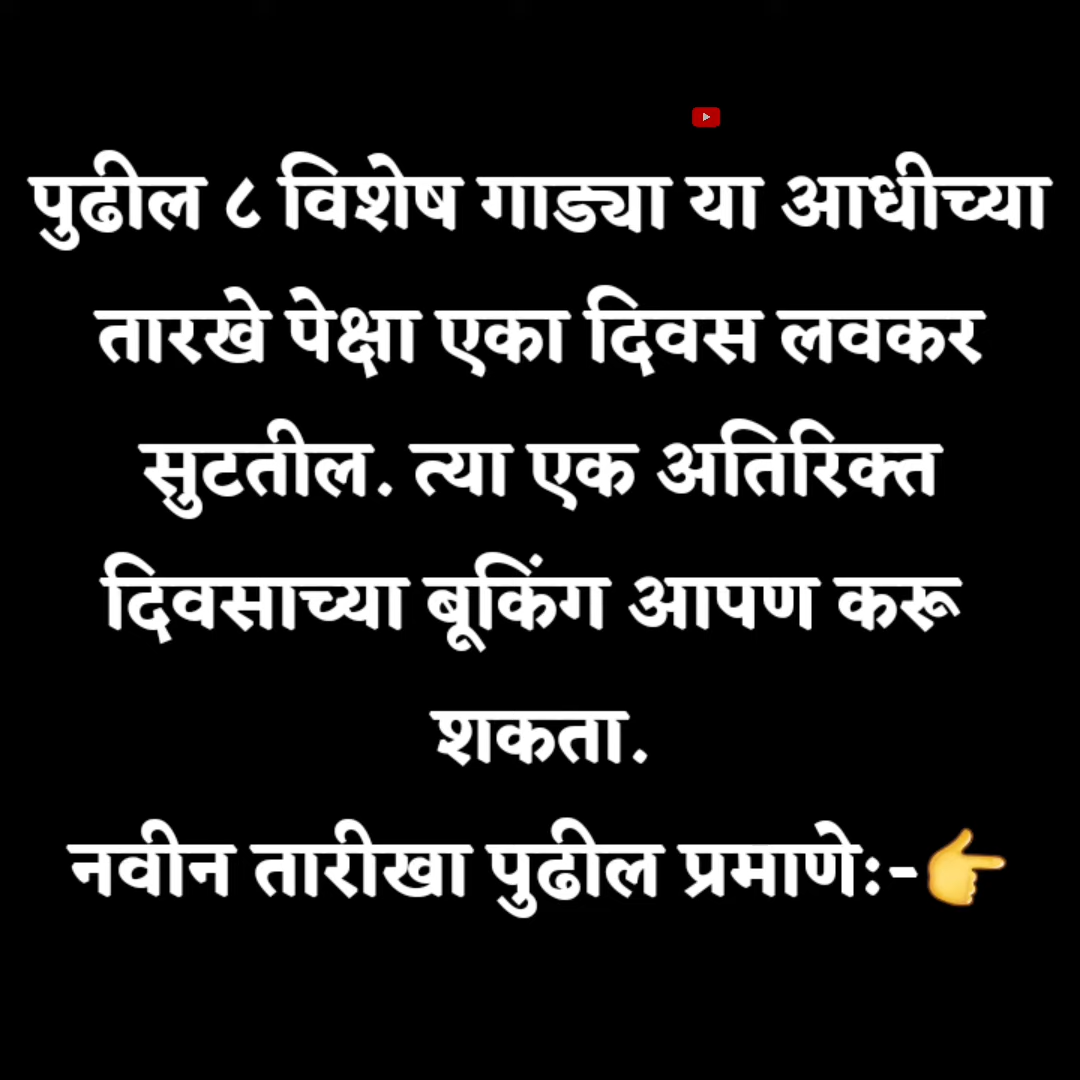 पुढील ८ विशेष गाड्या या आधीच्या
तारखे पेक्षा एका दिवस लवकर
सुटतील. त्या एक अतिरिक्त
दिवसाच्या बूकिंग आपण करू
शकता.
नवीन तारीखा पुढील प्रमाणे:-👉